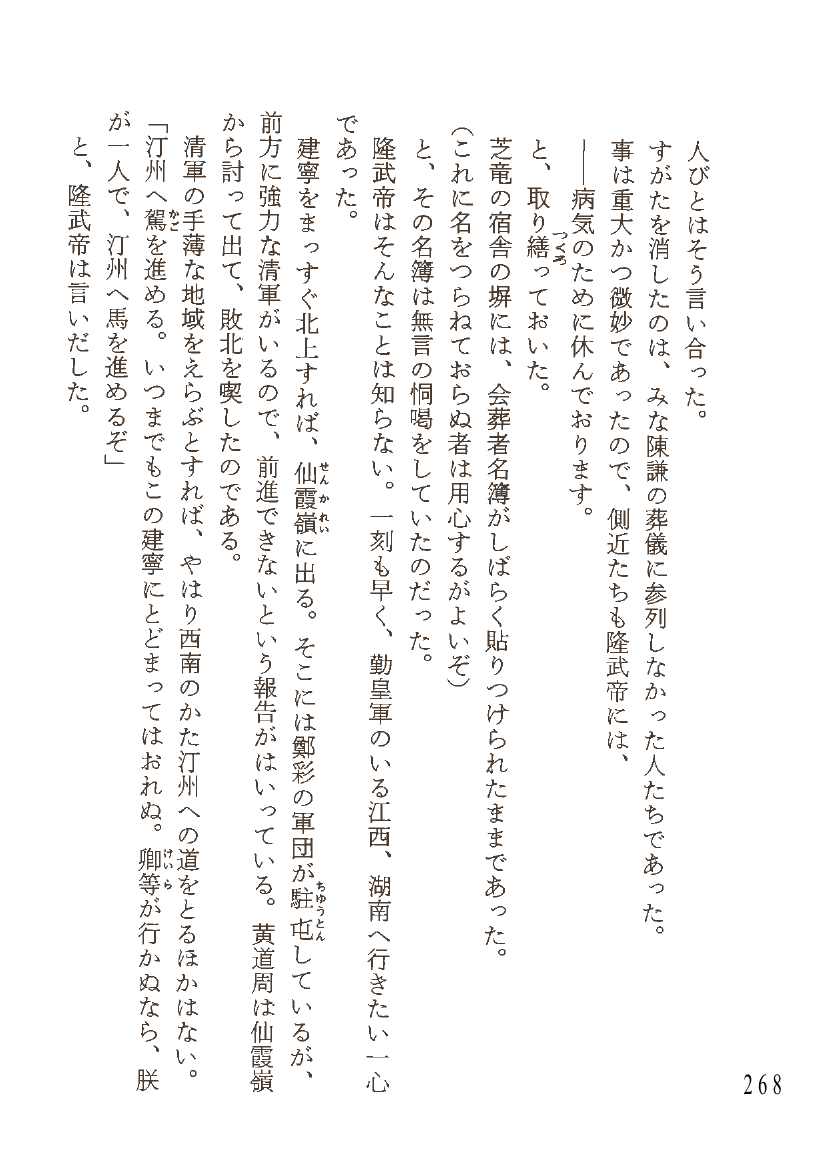 人びとはそう言い合った。
すがたを消したのは、みな陳謙の葬儀に参列しなかった人たちであった。
事は重大かつ微妙であったので、側近たちも隆武帝には、
――病気のために休んでおります。
と、取り繕っておいた。
芝竜の宿舎の塀には、会葬者名簿がしばらく貼りつけられたままであった。
(これに名をつらねておらぬ者は用心するがよいぞ)
と、その名簿は無言の恫喝をしていたのだった。
隆武帝はそんなことは知らない。一刻も早く、勤皇軍のいる江西、湖南へ行きたい一心
であった。
建寧をまっすぐ北上すれば、仙霞嶺に出る。そこには鄭彩の軍団が駐屯しているが、
前方に強力な清軍がいるので、前進できないという報告がはいっている。黄道周は仙霞嶺
から討って出て、敗北を喫したのである。
清軍の手薄な地域をえらぶとすれば、やはり西南のかた汀州への道をとるほかはない。
「汀州へ駕を進める。いつまでもこの建寧にとどまってはおれぬ。卿等が行かぬなら、朕
が一人で、汀州へ馬を進めるぞ」
と、隆武帝は言いだした。
268